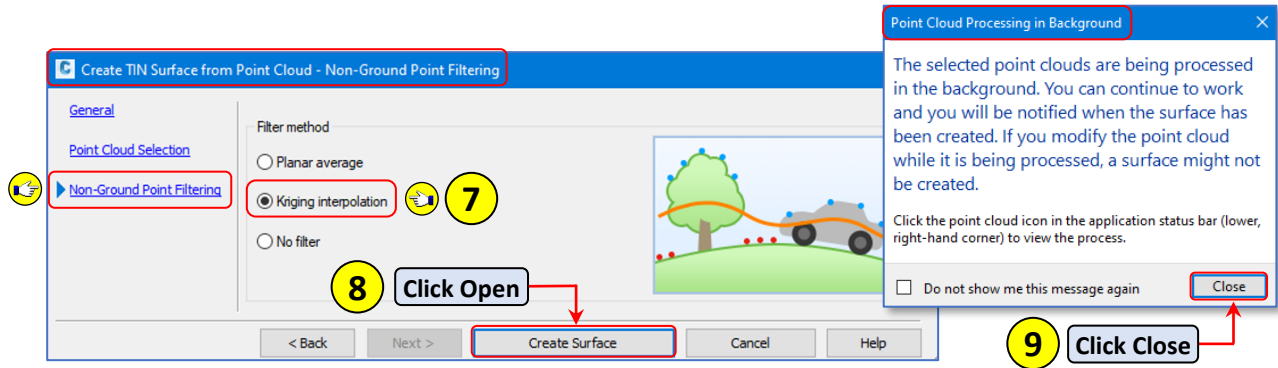 Create TIN Surface from Point Cloud - Non-Ground Point Filtering
General
Point Cloud Selection
Non-Ground Point Filtering
Filter method
Planar average
Kriging interpolation
7
No filter
8 Click Open
< Back Next > Create Surface Cancel Help
Point Cloud Processing in Background
The selected point clouds are being processed
in the background. You can continue to work
and you will be notified when the surface has
been created. If you modify the point cloud
while it is being processed, a surface might not
be created.
Click the point cloud icon in the application status bar (lower,
right-hand corner) to view the process.
Do not show me this message again Close
9 Click Close